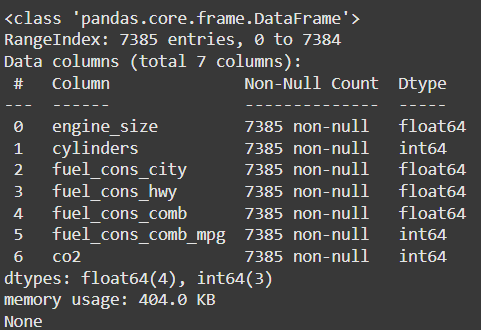 <class 'pandas.core.frame.DataFrame'>
RangeIndex: 7385 entries, 0 to 7384
Data columns (total 7 columns):
 #   Column              Non-Null Count  Dtype
---  ------              --------------  -----
 0   engine_size         7385 non-null   float64
 1   cylinders           7385 non-null   int64
 2   fuel_cons_city      7385 non-null   float64
 3   fuel_cons_hwy       7385 non-null   float64
 4   fuel_cons_comb      7385 non-null   float64
 5   fuel_cons_comb_mpg  7385 non-null   int64
 6   co2                 7385 non-null   int64
dtypes: float64(4), int64(3)
memory usage: 404.0 KB
None